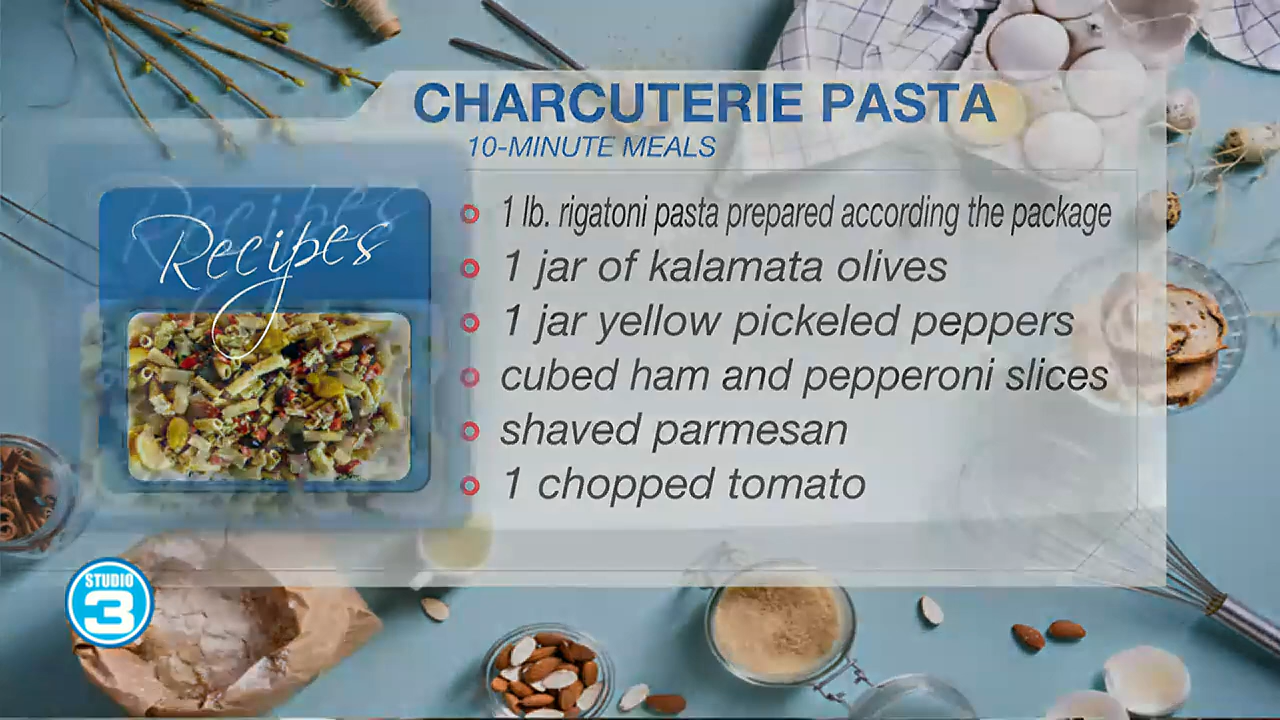 CHARCUTERIE PASTA
10-MINUTE MEALS
Recipes
1 lb. rigatoni pasta prepared according the package
1 jar of kalamata olives
1 jar yellow pickeled peppers
cubed ham and pepperoni slices
shaved parmesan
1 chopped tomato
STUDIO
3